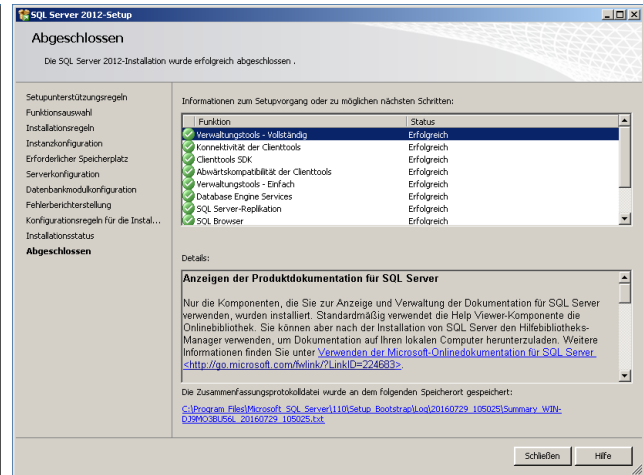 SQL Server 2012-Setup
Abgeschlossen
Die SQL Server 2012-Installation wurde erfolgreich abgeschlossen .
Setupunterstützungsregeln
Funktionsauswahl
Installationsregeln
Instanzkonfiguration
Erforderlicher Speicherplatz
Serverkonfiguration
Datenbankmodulkonfiguration
Fehlerberichterstellung
Konfigurationsregeln für die Instal...
Installationsstatus
Abgeschlossen
Informationen zum Setupvorgang oder zu möglichen nächsten Schritten:
Funktion Status
Verwaltungstools - Vollständig Erfolgreich
Konnektivität der Clienttools Erfolgreich
Clienttools SDK Erfolgreich
Abwärtskompatibilität der Clienttools Erfolgreich
Verwaltungstools - Einfach Erfolgreich
Database Engine Services Erfolgreich
SQL Server-Replikation Erfolgreich
SQL Browser Erfolgreich
Details:
Anzeigen der Produktdokumentation für SQL Server
Nur die Komponenten, die Sie zur Anzeige und Verwaltung der Dokumentation für SQL Server
verwenden, wurden installiert. Standardmäßig verwendet die Help Viewer-Komponente die
Onlinebibliothek. Sie können aber nach der Installation von SQL Server den Hilfebibliotheks-
Manager verwenden, um Dokumentation auf Ihren lokalen Computer herunterzuladen. Weitere
Informationen finden Sie unter Verwenden der Microsoft-Onlinedokumentation für SQL Server
<http://go.microsoft.com/fwlink/?LinkID=224683>.
Die Zusammenfassungsprotokolldatei wurde an dem folgenden Speicherort gespeichert:
C:\Program Files\Microsoft SQL Server\110\Setup Bootstrap\Log\20160729_105025\Summary_WIN-
DJ9MO3BU56L_20160729_105025.txt
Schließen Hilfe